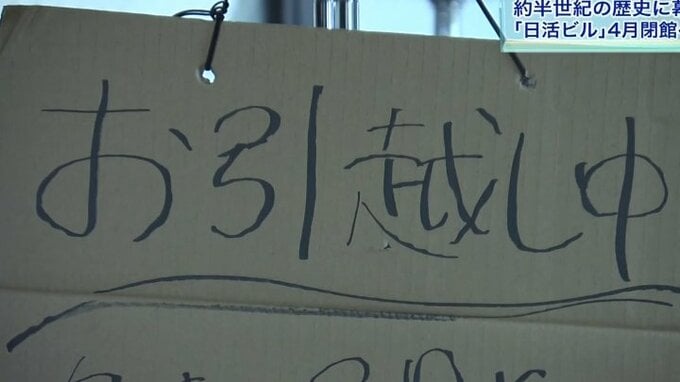 約半世紀の歴史に幕
「日活ビル」4月閉館
お引越し中